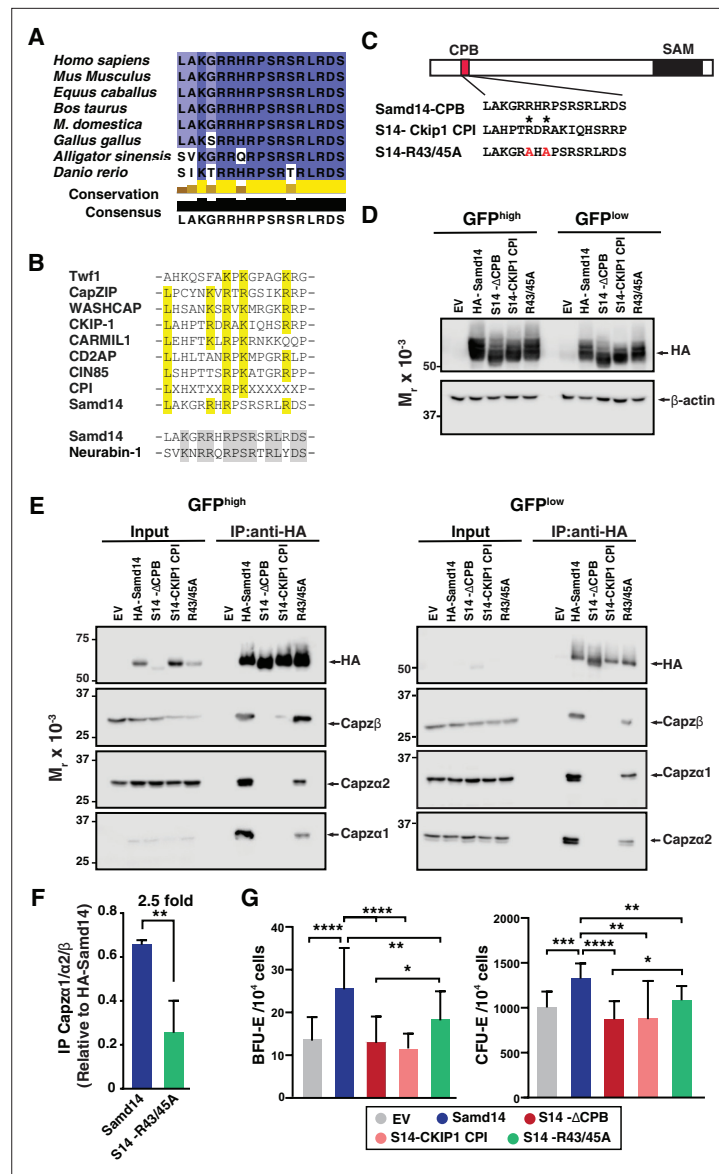 A
Homo sapiens LAKGRRHRPSRSRLRDS
Mus Musculus LAKGRRHRPSRSRLRDS
Equus caballus LAKGRRHRPSRSRLRDS
Bos taurus LAKGRRHRPSRSRLRDS
M. domestica LAKGRRHRPSRSRLRDS
Gallus gallus LAKSRRHRPSRSRLRDS
Alligator sinensis SVKGRRQRPSRSRLRDS
Danio rerio SIKTRRHRPSRTRLRDS
Conservation
Consensus
LAKGRRHRPSRSRLRDS
B
Twf1 -AHKQSFAKPKGPAGKRG-
CapZIP -LPCYNKVRTRGSIKRRP-
WASHCAP -LHSANKSRVKMRGKRRP-
CKIP-1 -LAHPTRDRAKIQHSRRP-
CARMIL1 -LEHFTKLRPKRNKKQQP-
CD2AP -LLHLTANRPKMPGRRLP-
CIN85 -LLHLTANRPKATGRRPP-
CPI -LXHXTXXRPKXXXXXXP-
Samd14 -LAKGRRHRPSRSRLRDS-
Samd14 -LAKGRRHRPSRSRLRDS-
Neurabin-1 -SVKNRRQRPSRTRLYDS-
C
CPB SAM
Samd14-CPB LAKGRRHRPSRSRLRDS
* *
S14- Ckip1 CPI LAHPTRDRAKIQHSRRP
S14-R43/45A LAKGRAHAPSRSRLRDS
D
GFPhigh GFPlow
EV HA-Samd14 S14 -ΔCPB S14-CKIP1 CPI R43/45A EV HA-Samd14 S14 -ΔCPB S14-CKIP1 CPI R43/45A
Mr x 10-3
50
HA
37
β-actin
E
GFPhigh GFPlow
Input IP:anti-HA Input IP:anti-HA
EV HA-Samd14 S14 -ΔCPB S14-CKIP1 CPI R43/45A EV HA-Samd14 S14 -ΔCPB S14-CKIP1 CPI R43/45A
EV HA-Samd14 S14 -ΔCPB S14-CKIP1 CPI R43/45A EV HA-Samd14 S14 -ΔCPB S14-CKIP1 CPI R43/45A
Mr x 10-3
75
50
HA
37
25
Capzβ
37
25
Capzα2
37
25
Capzα1
75
50
HA
37
25
Capzβ
37
Capzα1
37
Capzα2
F
2.5 fold
**
IP Capzα1/α2/β
(Relative to HA-Samd14)
0.8
0.6
0.4
0.2
0
Samd14
S14 -R43/45A
G
BFU-E /10⁴ cells
40
30
20
10
0
**** ****
**
*
CFU-E /10⁴ cells
2000
1500
1000
500
0
**
**
*** ****
*
EV Samd14 S14 -ΔCPB
S14-CKIP1 CPI S14 -R43/45A